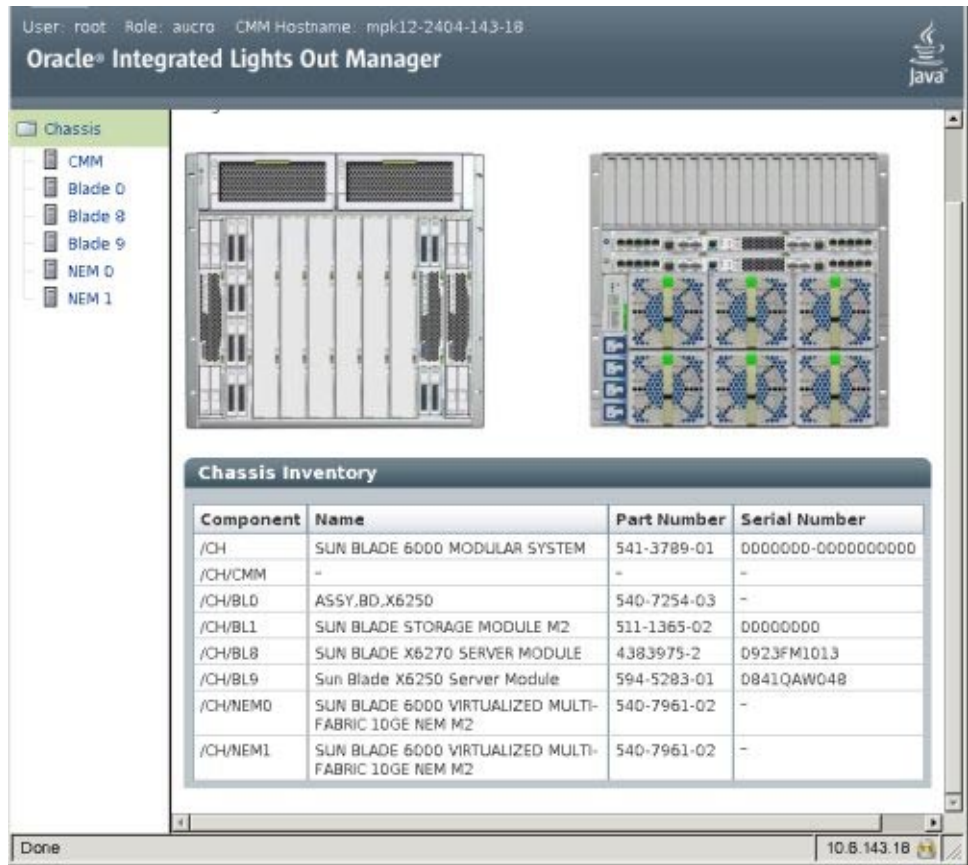 User: root Role: aucro CMM Hostname: mpk12-2404-143-18
Oracle® Integrated Lights Out Manager
Java
Chassis
CMM
Blade 0
Blade 8
Blade 9
NEM 0
NEM 1
Chassis Inventory
Component Name Part Number Serial Number
/CH SUN BLADE 6000 MODULAR SYSTEM 541-3789-01 0000000-0000000000
/CH/CMM - - -
/CH/BL0 ASSY,BD,X6250 540-7254-03 -
/CH/BL1 SUN BLADE STORAGE MODULE M2 511-1365-02 00000000
/CH/BL8 SUN BLADE X6270 SERVER MODULE 4383975-2 0923FM1013
/CH/BL9 Sun Blade X6250 Server Module 594-5283-01 0841QAW048
/CH/NEM0 SUN BLADE 6000 VIRTUALIZED MULTI-
FABRIC 10GE NEM M2 540-7961-02 -
/CH/NEM1 SUN BLADE 6000 VIRTUALIZED MULTI-
FABRIC 10GE NEM M2 540-7961-02 -
Done 10.6.143.18